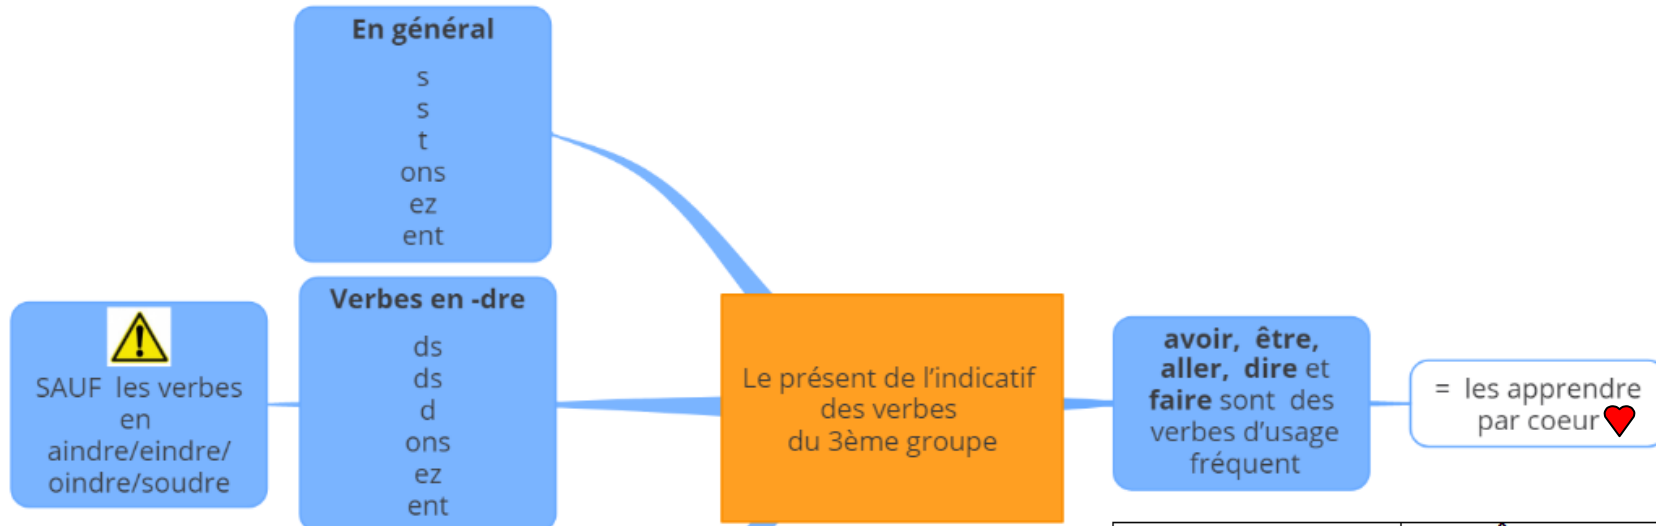 En général
s
s
t
ons
ez
ent
Verbes en -dre
ds
ds
d
ons
ez
ent
SAUF les verbes
en
aindre/eindre/
oindre/soudre
Le présent de l’indicatif
des verbes
du 3ème groupe
avoir, être,
aller, dire et
faire sont des
verbes d’usage
fréquent
= les apprendre
par coeur